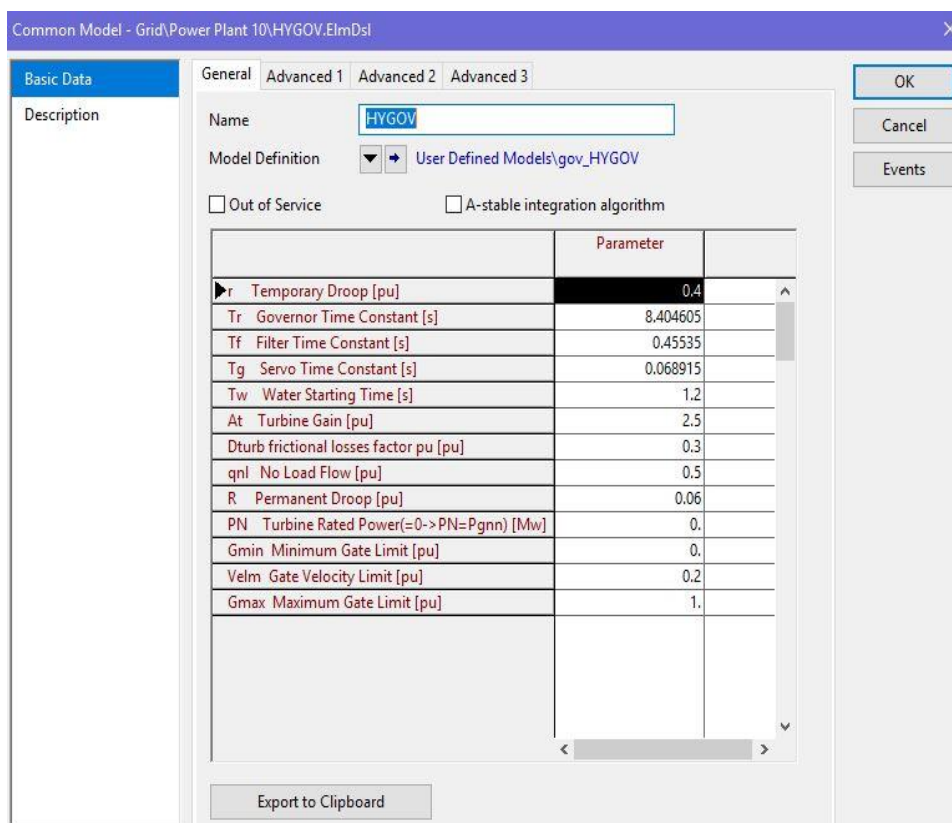 Common Model - Grid\Power Plant 10\HYGOV.ElmDsl
Basic Data
Description
General Advanced 1 Advanced 2 Advanced 3
Name HYGOV
Model Definition User Defined Models\gov_HYGOV
Out of Service A-stable integration algorithm
Parameter
r Temporary Droop [pu] 0.4
Tr Governor Time Constant [s] 8.404605
Tf Filter Time Constant [s] 0.45535
Tg Servo Time Constant [s] 0.068915
Tw Water Starting Time [s] 1.2
At Turbine Gain [pu] 2.5
Dturb frictional losses factor pu [pu] 0.3
qnl No Load Flow [pu] 0.5
R Permanent Droop [pu] 0.06
PN Turbine Rated Power(=0->PN=Pgnn) [Mw] 0.
Gmin Minimum Gate Limit [pu] 0.
Velm Gate Velocity Limit [pu] 0.2
Gmax Maximum Gate Limit [pu] 1.
Export to Clipboard
OK
Cancel
Events